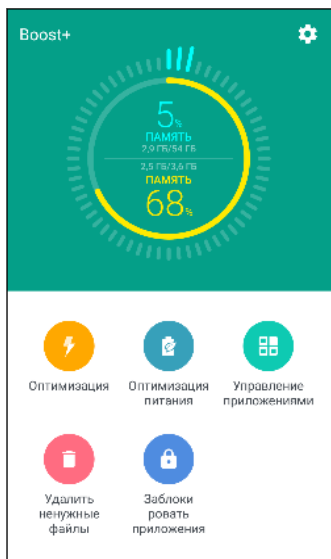 Boost+
5%
ПАМЯТЬ
2,9 ГБ/54 ГБ
2,5 ГБ/3,6 ГБ
ПАМЯТЬ
68%
Оптимизация
Оптимизация
питания
Управление
приложениями
Удалить
ненужные
файлы
Заблоки
ровать
приложения